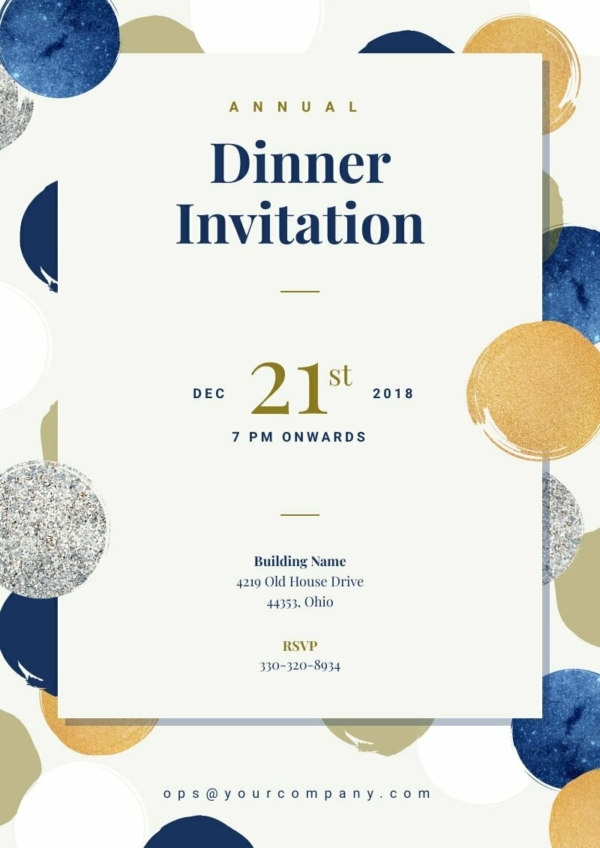 ANNUAL
Dinner
Invitation
DEC 21st 2018
7 PM ONWARDS
Building Name
4219 Old House Drive
44353, Ohio
RSVP
330-320-8934
ops@yourcompany.com